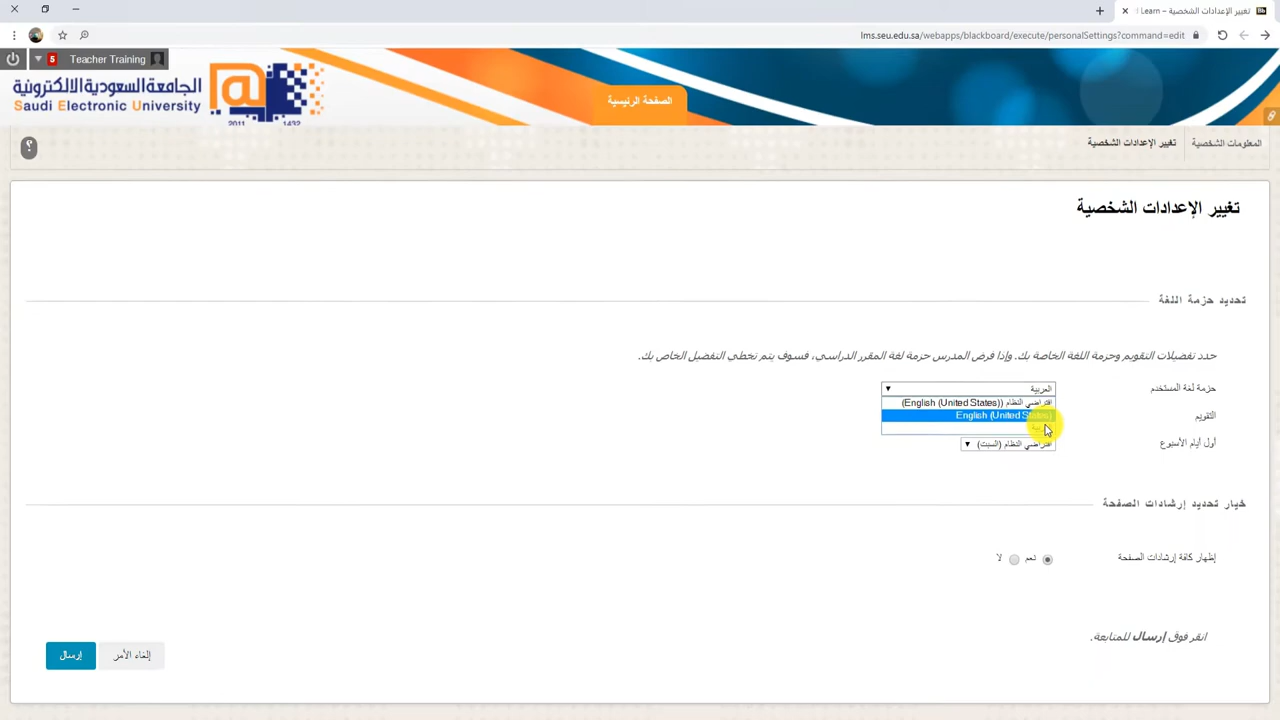 تغيير الإعدادات الشخصية – Learn
lms.seu.edu.sa/webapps/blackboard/execute/personalSettings?command=edit
5 Teacher Training
الجامعة السعودية الالكترونية
Saudi Electronic University
2011 1432
الصفحة الرئيسية
المعلومات الشخصية
تغيير الإعدادات الشخصية
؟
تغيير الإعدادات الشخصية
تحديد حزمة اللغة
حدد تفضيلات التقويم وحزمة اللغة الخاصة بك. وإذا فرض المدرس حزمة لغة المقرر الدراسي، فسوف يتم تخطي التفضيل الخاص بك.
حزمة لغة المستخدم
العربية
افتراضي النظام (English (United States))
English (United States)
التقويم
أول أيام الأسبوع
افتراضي النظام (السبت)
خيار تحديد إرشادات الصفحة
إظهار كافة إرشادات الصفحة
نعم
لا
انقر فوق إرسال للمتابعة.
إلغاء الأمر
إرسال